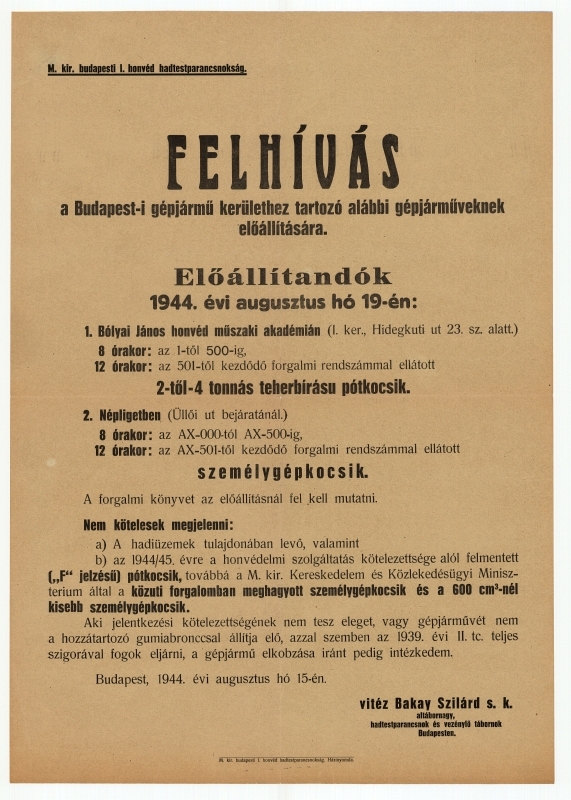 M. kir. budapesti I. honvéd hadtestparancsnokság.
FELHÍVÁS
a Budapest-i gépjármű kerülethez tartozó alábbi gépjárműveknek
előállítására.
Előállítandók
1944. évi augusztus hó 19-én:
1. Bólyai János honvéd műszaki akadémián (I. ker., Hidegkuti ut 23. sz. alatt.)
8 órakor: az 1-től 500-ig,
12 órakor: az 501-től kezdődő forgalmi rendszámmal ellátott
2-től-4 tonnás teherbírásu pótkocsik.
2. Népligetben (Üllői ut bejáratánál.)
8 órakor: az AX-000-tól AX-500-ig,
12 órakor: az AX-501-től kezdődő forgalmi rendszámmal ellátott
személygépkocsik.
A forgalmi könyvet az előállításnál fel kell mutatni.
Nem kötelesek megjelenni:
a) A hadiüzemek tulajdonában levő, valamint
b) az 1944/45. évre a honvédelmi szolgáltatás kötelezettsége alól felmentett
(„F“ jelzésű) pótkocsik, továbbá a M. kir. Kereskedelem és Közlekedésügyi Minisz-
terium által a közuti forgalomban meghagyott személygépkocsik és a 600 cm³-nél
kisebb személygépkocsik.
Aki jelentkezési kötelezettségének nem tesz eleget, vagy gépjárművét nem
a hozzátartozó gumiabronccsal állítja elő, azzal szemben az 1939. évi II. tc. teljes
szigorával fogok eljárni, a gépjármű elkobzása iránt pedig intézkedem.
Budapest, 1944. évi augusztus hó 15-én.
vitéz Bakay Szilárd s. k.
altábornagy,
hadtestparancsnok és vezénylő tábornok
Budapesten.
M. kir. budapesti I. honvéd hadtestparancsnokság Házinyomda.